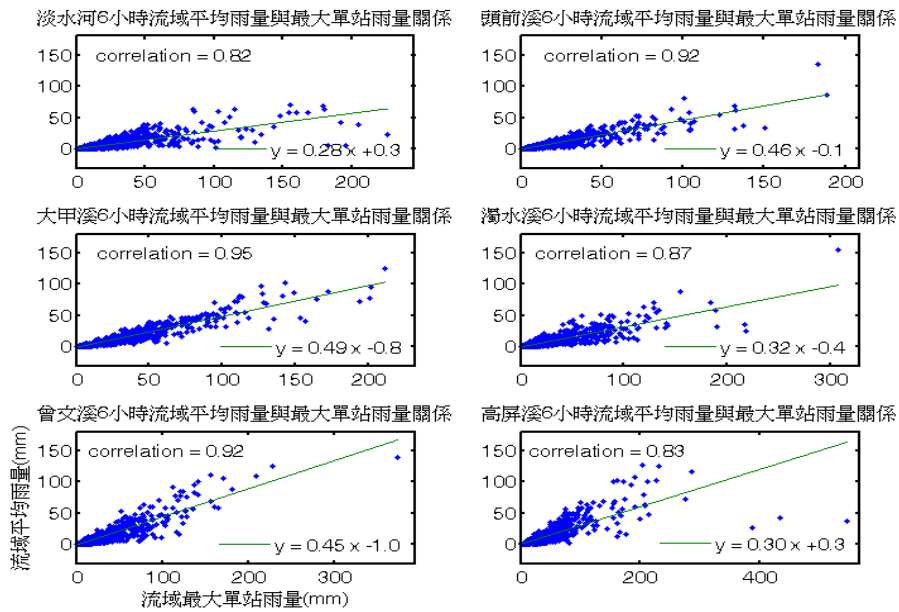 淡水河6小時流域平均雨量與最大單站雨量關係
correlation = 0.82
150
100
50
0
y = 0.28 x +0.3
0 50 100 150 200
頭前溪6小時流域平均雨量與最大單站雨量關係
correlation = 0.92
150
100
50
0
y = 0.46 x -0.1
0 50 100 150 200
大甲溪6小時流域平均雨量與最大單站雨量關係
correlation = 0.95
150
100
50
0
y = 0.49 x -0.8
0 50 100 150 200
濁水溪6小時流域平均雨量與最大單站雨量關係
correlation = 0.87
150
100
50
0
y = 0.32 x -0.4
0 100 200 300
曾文溪6小時流域平均雨量與最大單站雨量關係
流域平均雨量(mm)
correlation = 0.92
150
100
50
0
y = 0.45 x -1.0
0 100 200 300
流域最大單站雨量(mm)
高屏溪6小時流域平均雨量與最大單站雨量關係
correlation = 0.83
150
100
50
0
y = 0.30 x +0.3
0 200 400